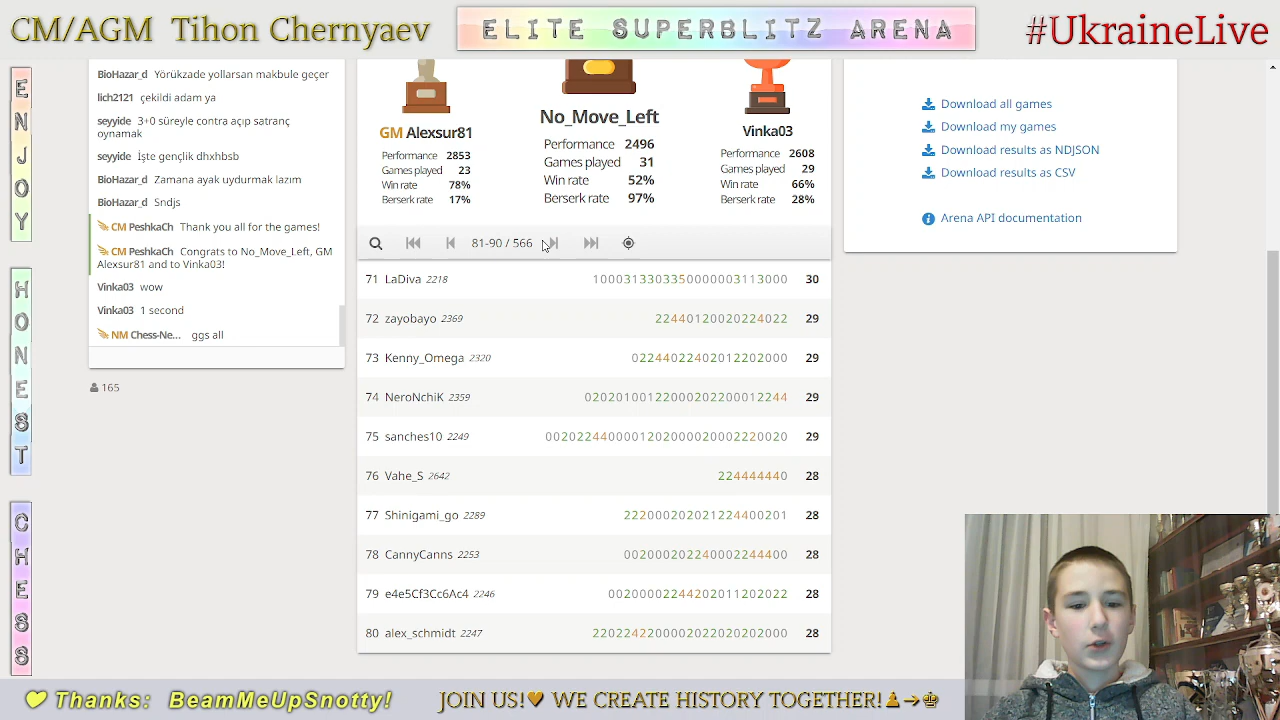 CM/AGM Tihon Chernyaev
ELITE SUPERBLITZ ARENA
#UkraineLive
ENJOY
HONEST
CHESS
BioHazar_d Yörükzade yollarsan makbule geçer
lich2121 çekildi adam ya
seyyide 3+0 süreyle contra açıp satranç
oynamak
seyyide İşte gençlik dhxhbsb
BioHazar_d Zamana ayak uydurmak lazım
BioHazar_d Sndjs
CM PeshkaCh Thank you all for the games!
CM PeshkaCh Congrats to No_Move_Left, GM
Alexsur81 and to Vinka03!
Vinka03 wow
Vinka03 1 second
NM Chess-Ne... ggs all
165
GM Alexsur81
Performance 2853
Games played 23
Win rate 78%
Berserk rate 17%
No_Move_Left
Performance 2496
Games played 31
Win rate 52%
Berserk rate 97%
Vinka03
Performance 2608
Games played 29
Win rate 66%
Berserk rate 28%
81-90 / 566
71 LaDiva 2218 1000313303350000003113000 30
72 zayobayo 2369 22440120020224022 29
73 Kenny_Omega 2320 02244022402012202000 29
74 NeroNchiK 2359 02020100122000202200012244 29
75 sanches10 2249 0020224400001202000020002220020 29
76 Vahe_S 2642 224444440 28
77 Shinigami_go 2289 222000202021224400201 28
78 CannyCanns 2253 002000202240002244400 28
79 e4e5Cf3Cc6Ac4 2246 00200002244202011202022 28
80 alex_schmidt 2247 2202242200002022020202000 28
Download all games
Download my games
Download results as NDJSON
Download results as CSV
Arena API documentation
Thanks: BeamMeUpSnotty!
JOIN US!🧡 WE CREATE HISTORY TOGETHER!♟➔♚